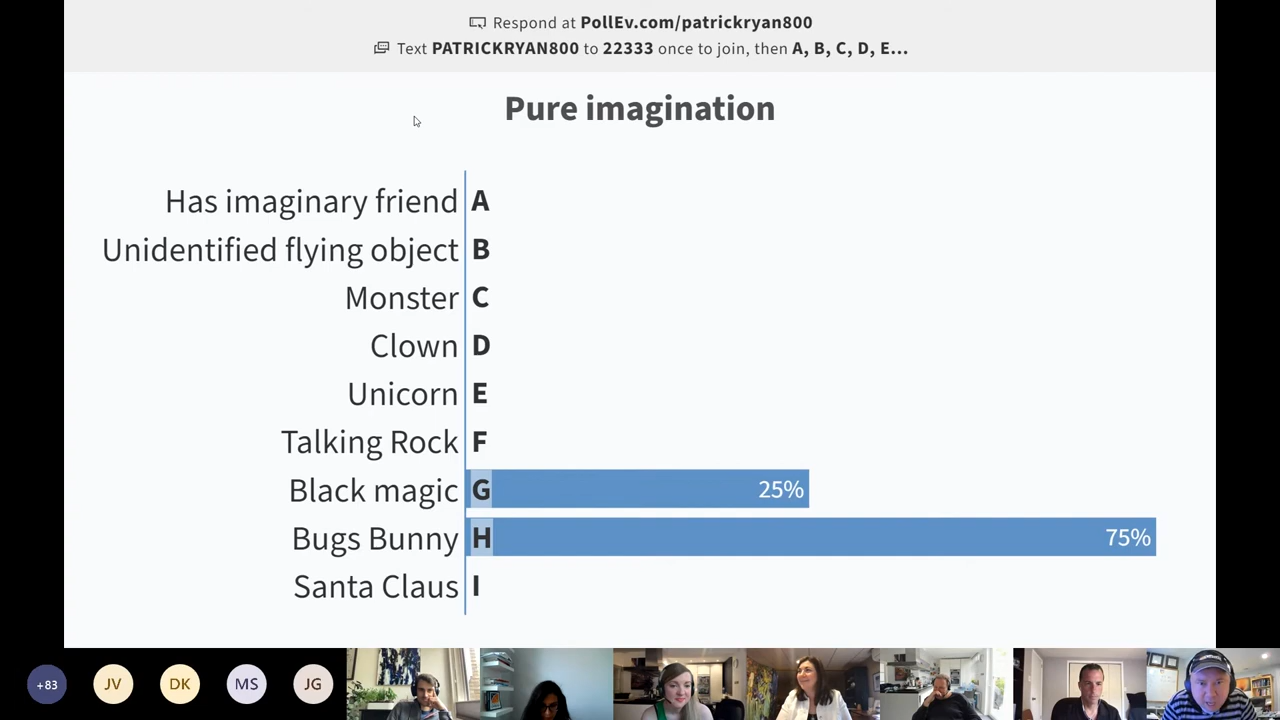 Respond at PollEv.com/patrickryan800
Text PATRICKRYAN800 to 22333 once to join, then A, B, C, D, E...
Pure imagination
Has imaginary friend A
Unidentified flying object B
Monster C
Clown D
Unicorn E
Talking Rock F
Black magic G 25%
Bugs Bunny H 75%
Santa Claus I
+83 JV DK MS JG